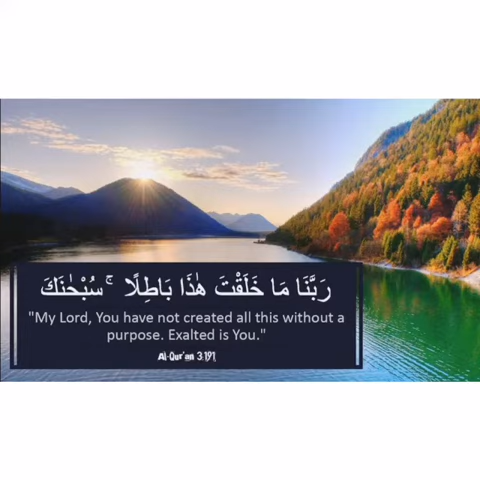 رَبَّنَا مَا خَلَقْتَ هَٰذَا بَاطِلًا ۚ سُبْحَٰنَكَ
"My Lord, You have not created all this without a
purpose. Exalted is You."
Al-Qur'an 3:191